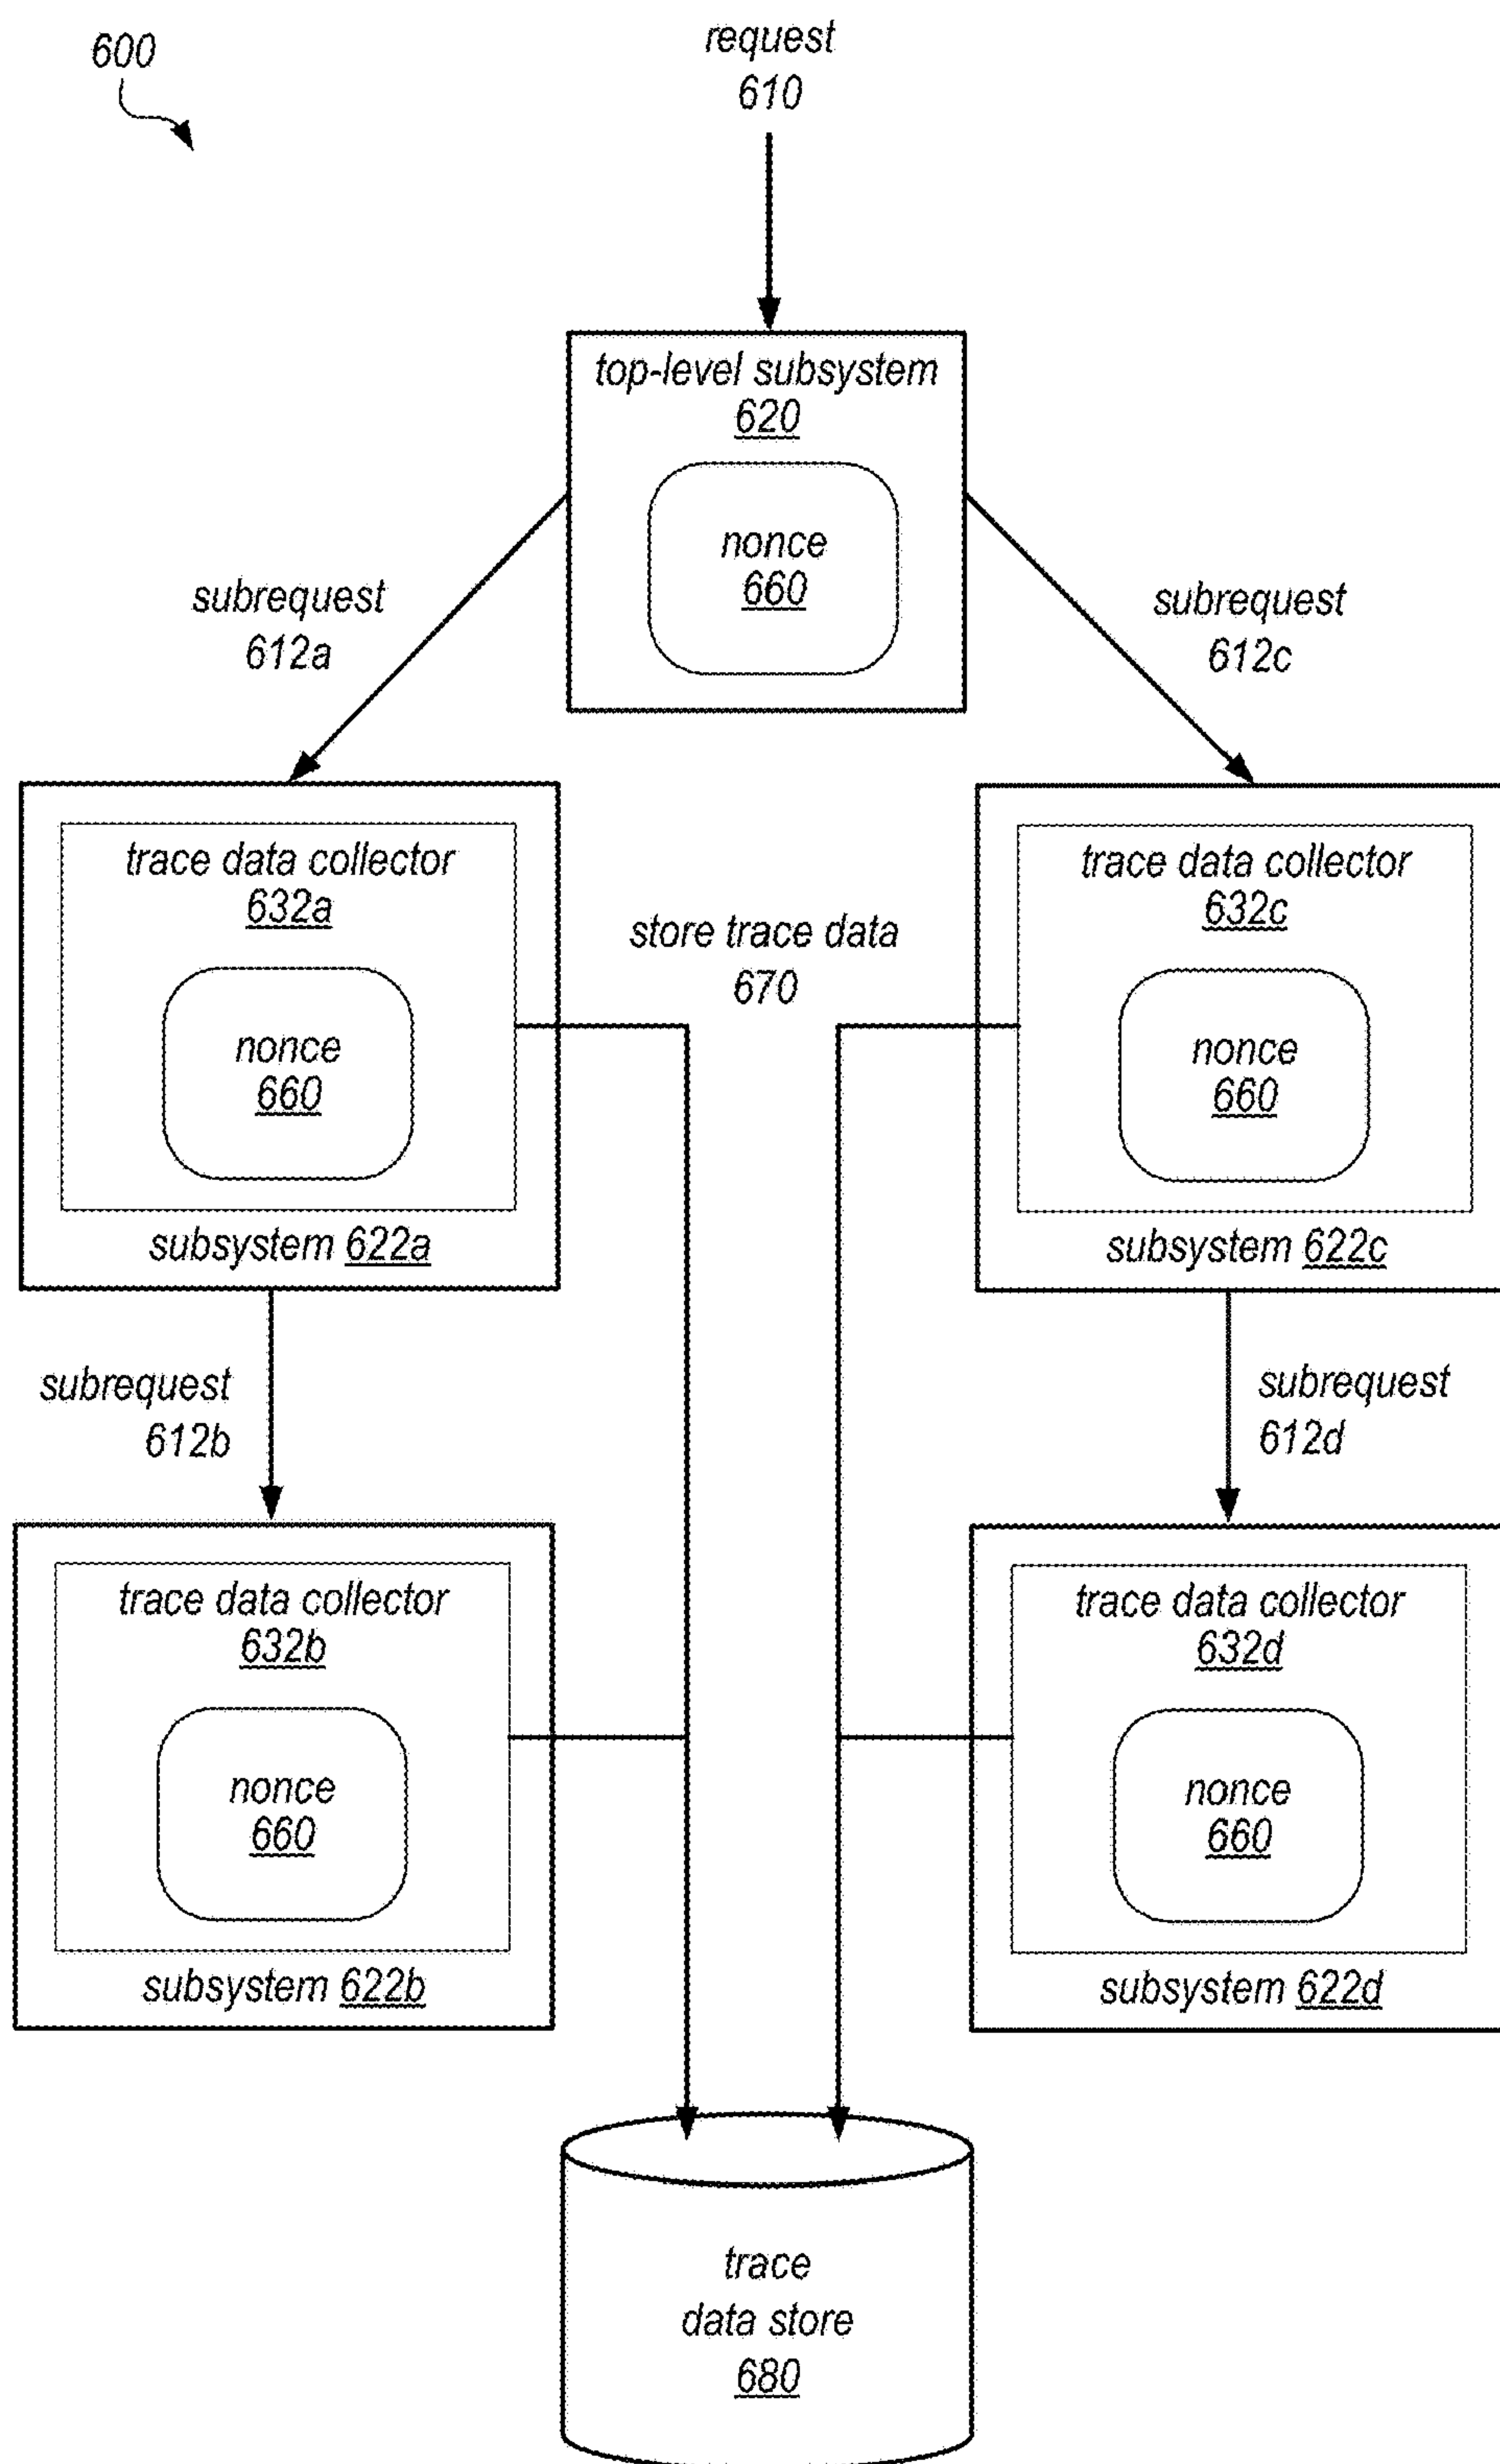 600
request
610
top-level subsystem
620
nonce
660
subrequest
612a
subrequest
612c
trace data collector
632a
nonce
660
subsystem 622a
store trace data
670
trace data collector
632c
nonce
660
subsystem 622c
subrequest
612b
subrequest
612d
trace data collector
632b
nonce
660
subsystem 622b
trace data collector
632d
nonce
660
subsystem 622d
trace
data store
680